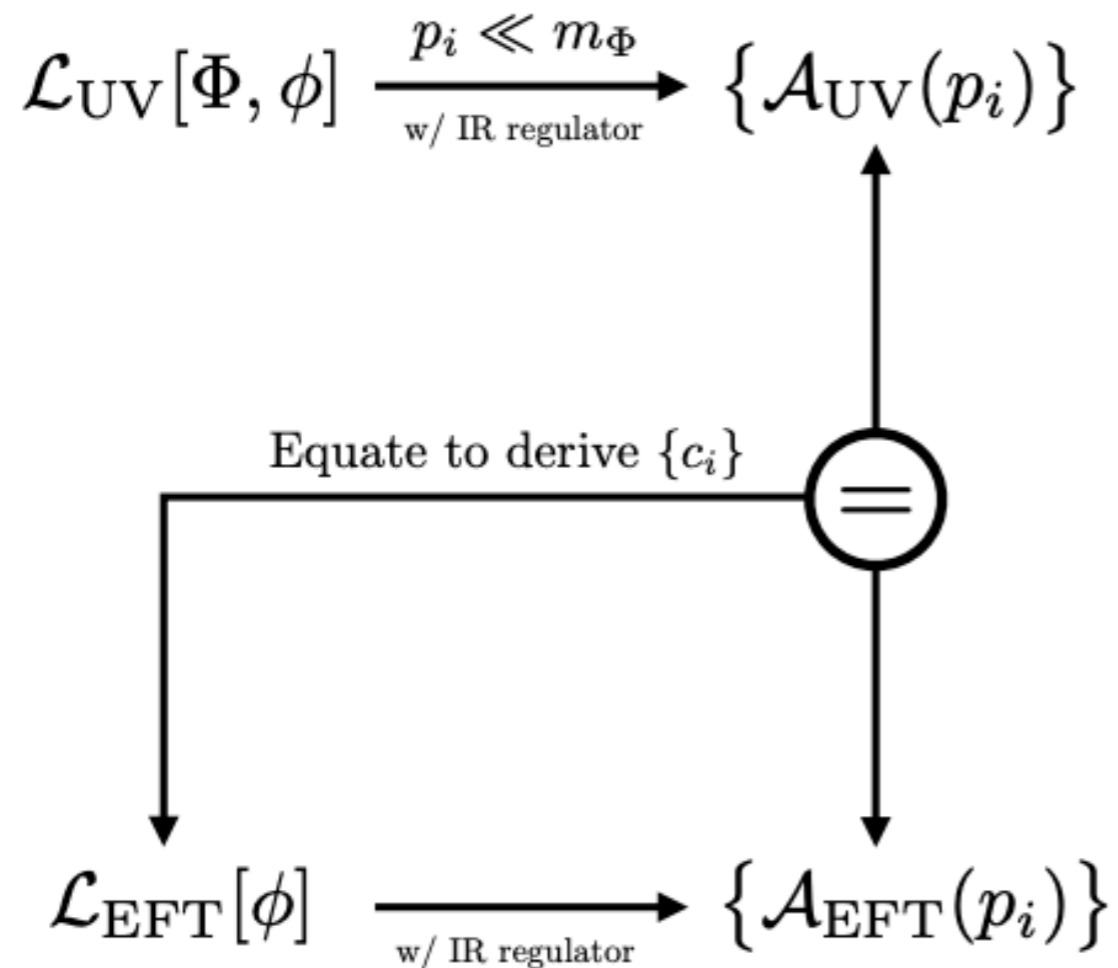 𝓛_UV[Φ, ϕ]
p_i ≪ m_Φ
w/ IR regulator
{𝓐_UV(p_i)}
Equate to derive {c_i}
=
𝓛_EFT[ϕ]
w/ IR regulator
{𝓐_EFT(p_i)}